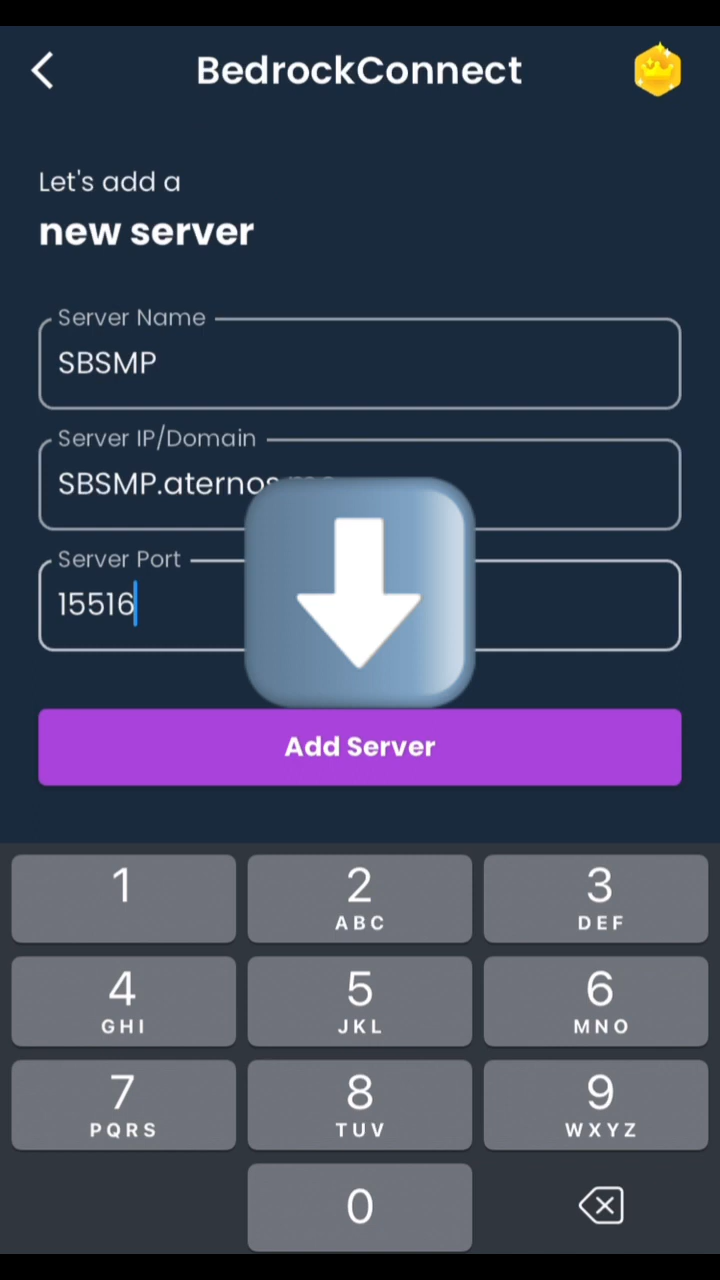 BedrockConnect
Let's add a
new server
Server Name
SBSMP
Server IP/Domain
SBSMP.aternos.me
Server Port
15516
Add Server
1
2
3
ABC
DEF
4
5
6
GHI
JKL
MNO
7
8
9
PQRS
TUV
WXYZ
0